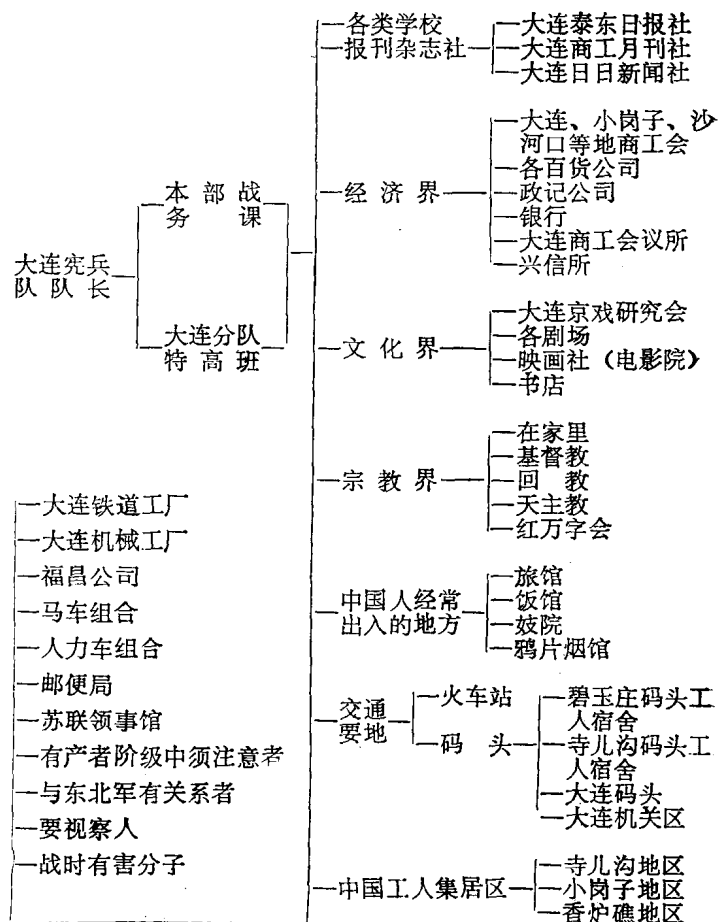 大连宪兵
队队长
本部战
务课
大连分队
特高班
各类学校
报刊杂志社
大连泰东日报社
大连商工月刊社
大连日日新闻社
经济界
大连、小岗子、沙
河口等地商工会
各百货公司
政记公司
银行
大连商工会议所
兴信所
文化界
大连京戏研究会
各剧场
映画社（电影院）
书店
宗教界
在家里
基督教
回教
天主教
红万字会
中国人经常
出入的地方
旅馆
饭馆
妓院
鸦片烟馆
交通
要地
火车站
码头
碧玉庄码头工
人宿舍
寺儿沟码头工
人宿舍
大连码头
大连机关区
中国工人集居区
寺儿沟地区
小岗子地区
香炉礁地区
大连铁道工厂
大连机械工厂
福昌公司
马车组合
人力车组合
邮便局
苏联领事馆
有产者阶级中须注意者
与东北军有关系者
要视察人
战时有害分子